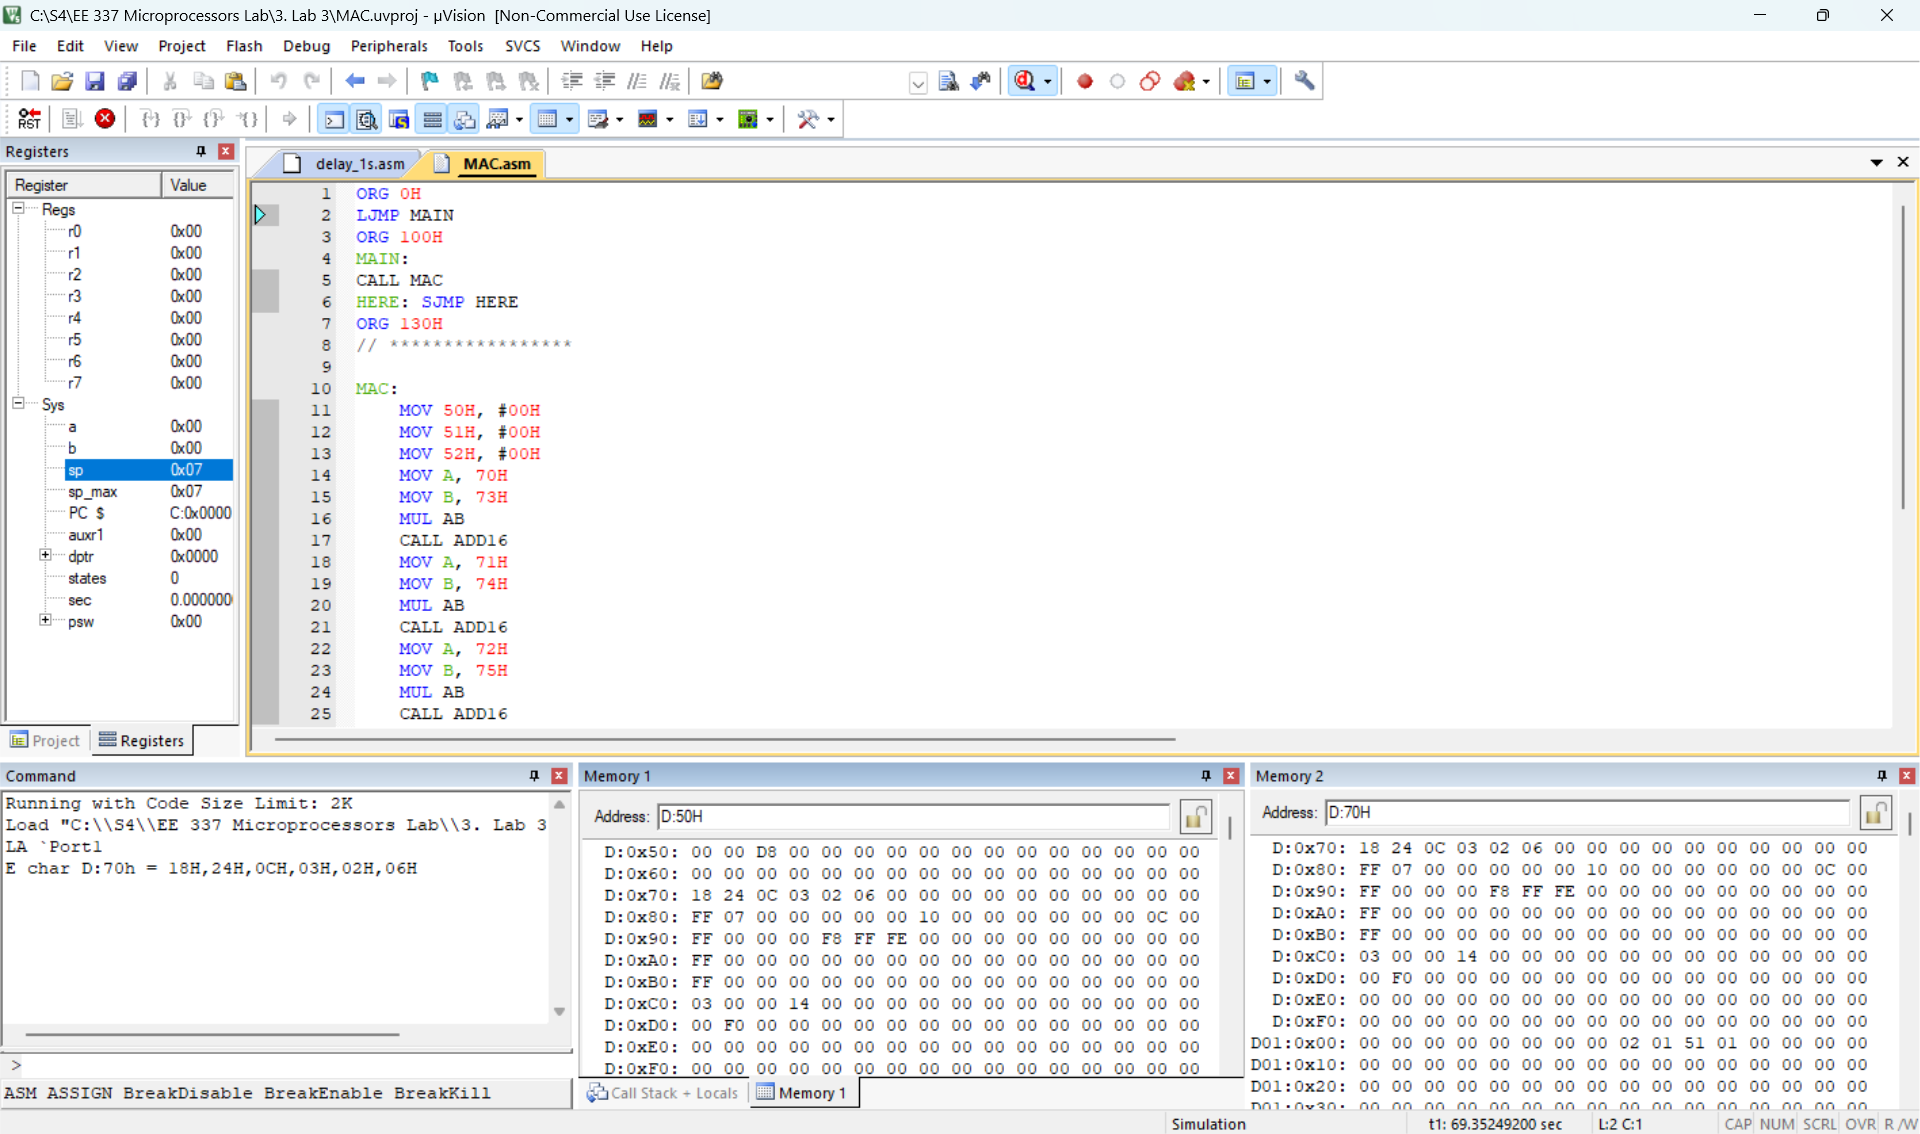 C:\S4\EE 337 Microprocessors Lab\3. Lab 3\MAC.uvproj - µVision  [Non-Commercial Use License]
File Edit View Project Flash Debug Peripherals Tools SVCS Window Help
RST
Registers
Register Value
Regs
r0 0x00
r1 0x00
r2 0x00
r3 0x00
r4 0x00
r5 0x00
r6 0x00
r7 0x00
Sys
a 0x00
b 0x00
sp 0x07
sp_max 0x07
PC $ C:0x0000
auxr1 0x00
dptr 0x0000
states 0
sec 0.000000
psw 0x00
Project Registers
delay_1s.asm MAC.asm
1 ORG 0H
2 LJMP MAIN
3 ORG 100H
4 MAIN:
5 CALL MAC
6 HERE: SJMP HERE
7 ORG 130H
8 // *****************
9
10 MAC:
11 MOV 50H, #00H
12 MOV 51H, #00H
13 MOV 52H, #00H
14 MOV A, 70H
15 MOV B, 73H
16 MUL AB
17 CALL ADD16
18 MOV A, 71H
19 MOV B, 74H
20 MUL AB
21 CALL ADD16
22 MOV A, 72H
23 MOV B, 75H
24 MUL AB
25 CALL ADD16
Command
Running with Code Size Limit: 2K
Load "C:\\S4\\EE 337 Microprocessors Lab\\3. Lab 3
LA `Port1
E char D:70h = 18H,24H,0CH,03H,02H,06H
>
ASM ASSIGN BreakDisable BreakEnable BreakKill
Memory 1
Address: D:50H
D:0x50: 00 00 D8 00 00 00 00 00 00 00 00 00 00 00 00 00
D:0x60: 00 00 00 00 00 00 00 00 00 00 00 00 00 00 00 00
D:0x70: 18 24 0C 03 02 06 00 00 00 00 00 00 00 00 00 00
D:0x80: FF 07 00 00 00 00 00 10 00 00 00 00 00 00 0C 00
D:0x90: FF 00 00 00 F8 FF FE 00 00 00 00 00 00 00 00 00
D:0xA0: FF 00 00 00 00 00 00 00 00 00 00 00 00 00 00 00
D:0xB0: FF 00 00 00 00 00 00 00 00 00 00 00 00 00 00 00
D:0xC0: 03 00 00 14 00 00 00 00 00 00 00 00 00 00 00 00
D:0xD0: 00 F0 00 00 00 00 00 00 00 00 00 00 00 00 00 00
D:0xE0: 00 00 00 00 00 00 00 00 00 00 00 00 00 00 00 00
D:0xF0: 00 00 00 00 00 00 00 00 00 00 00 00 00 00 00 00
Call Stack + Locals Memory 1
Memory 2
Address: D:70H
D:0x70: 18 24 0C 03 02 06 00 00 00 00 00 00 00 00 00 00
D:0x80: FF 07 00 00 00 00 00 10 00 00 00 00 00 00 0C 00
D:0x90: FF 00 00 00 F8 FF FE 00 00 00 00 00 00 00 00 00
D:0xA0: FF 00 00 00 00 00 00 00 00 00 00 00 00 00 00 00
D:0xB0: FF 00 00 00 00 00 00 00 00 00 00 00 00 00 00 00
D:0xC0: 03 00 00 14 00 00 00 00 00 00 00 00 00 00 00 00
D:0xD0: 00 F0 00 00 00 00 00 00 00 00 00 00 00 00 00 00
D:0xE0: 00 00 00 00 00 00 00 00 00 00 00 00 00 00 00 00
D:0xF0: 00 00 00 00 00 00 00 00 00 00 00 00 00 00 00 00
D01:0x00: 00 00 00 00 00 00 00 00 02 01 51 01 00 00 00 00
D01:0x10: 00 00 00 00 00 00 00 00 00 00 00 00 00 00 00 00
D01:0x20: 00 00 00 00 00 00 00 00 00 00 00 00 00 00 00 00
D01:0x30: 00 00 00 00 00 00 00 00 00 00 00 00 00 00 00 00
Simulation t1: 69.35249200 sec L:2 C:1 CAP NUM SCRL OVR R/W